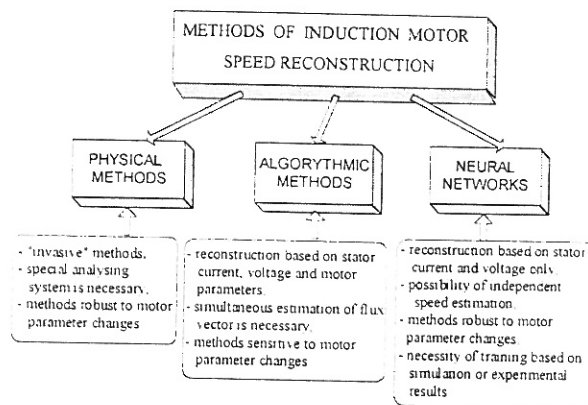 METHODS OF INDUCTION MOTOR
SPEED RECONSTRUCTION
PHYSICAL
METHODS
ALGORYTHMIC
METHODS
NEURAL
NETWORKS
- "invasive" methods.
- special analysing
system is necessary.
- methods robust to motor
parameter changes
- reconstruction based on stator
current, voltage and motor
parameters.
- simultaneous estimation of flux
vector is necessary.
- methods sensitive to motor
parameter changes
- reconstruction based on stator
current and voltage only.
- possibility of independent
speed estimation.
- methods robust to motor
parameter changes.
- necessity of training based on
simulation or experimental
results